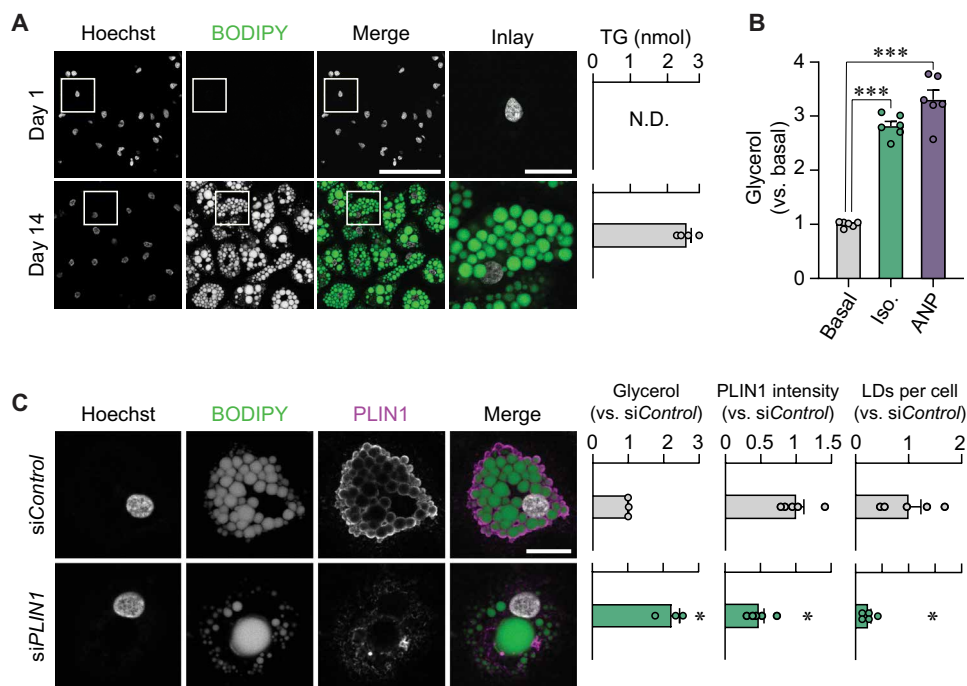 A
Hoechst BODIPY Merge Inlay TG (nmol)
0 1 2 3
Day 1
N.D.
Day 14
B
Glycerol
(vs. basal)
4
3
2
1
0
***
***
Basal Iso. ANP
C
Hoechst BODIPY PLIN1 Merge
Glycerol
(vs. siControl)
0 1 2 3
PLIN1 intensity
(vs. siControl)
0 0.5 1 1.5
LDs per cell
(vs. siControl)
0 1 2
siControl
siPLIN1
* * *